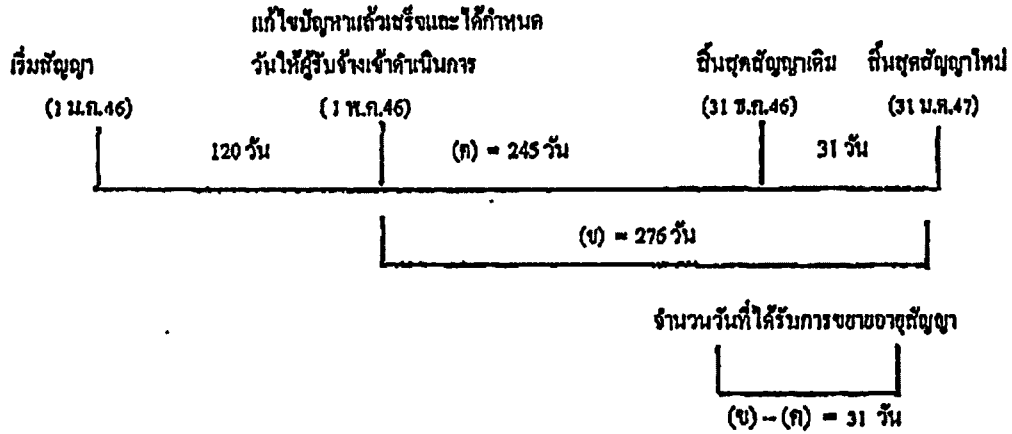 แก้ไขปัญหาแล้วเสร็จและได้กำหนด
เริ่มสัญญา
วันให้ผู้รับจ้างเข้าดำเนินการ
สิ้นสุดสัญญาเดิม
สิ้นสุดสัญญาใหม่
(1 ม.ค.46)
(1 พ.ค.46)
(31 ธ.ค.46)
(31 ม.ค.47)
120 วัน
(ค) = 245 วัน
31 วัน
(ข) = 276 วัน
จำนวนวันที่ได้รับการขยายอายุสัญญา
(ข) - (ค) = 31 วัน